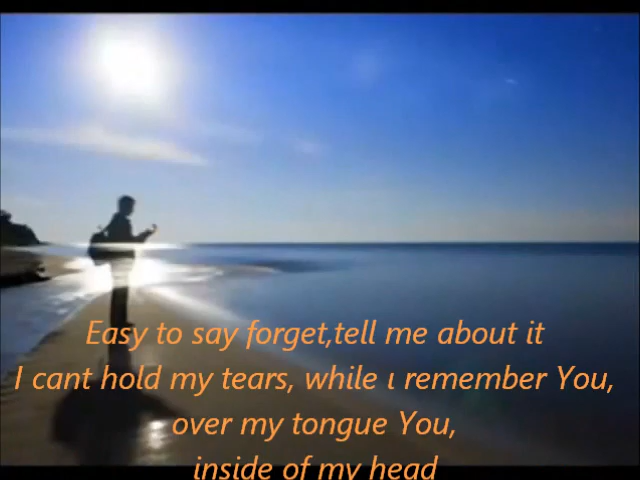 Easy to say forget,tell me about it
I cant hold my tears, while ι remember You,
over my tongue You,
inside of my head